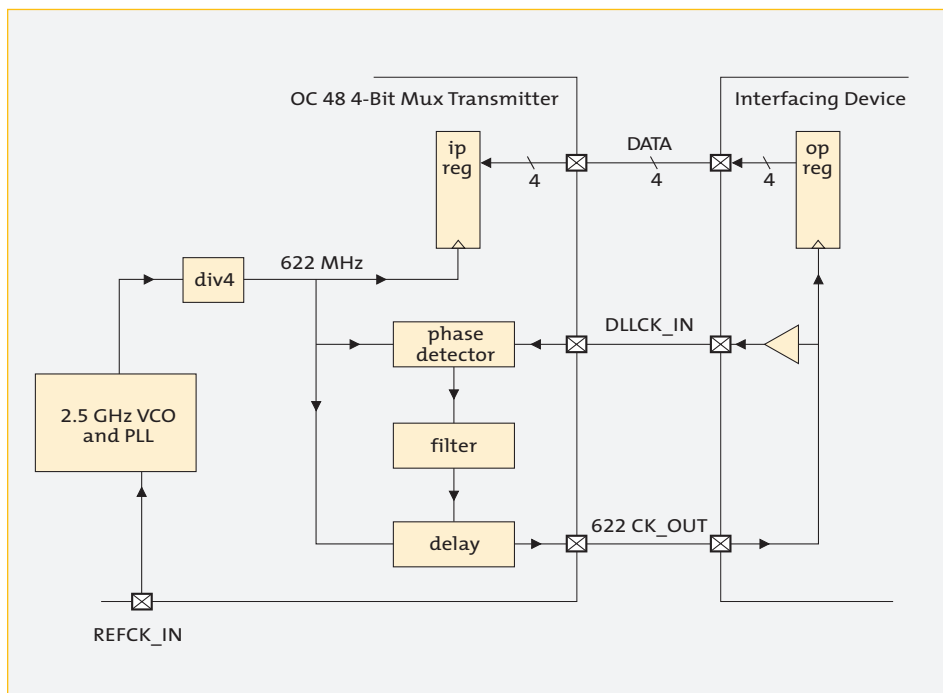 OC 48 4-Bit Mux Transmitter
Interfacing Device
ip
reg
4
DATA
4
4
op
reg
622 MHz
div4
phase
detector
DLLCK_IN
2.5 GHz VCO
and PLL
filter
delay
622 CK_OUT
REFCK_IN